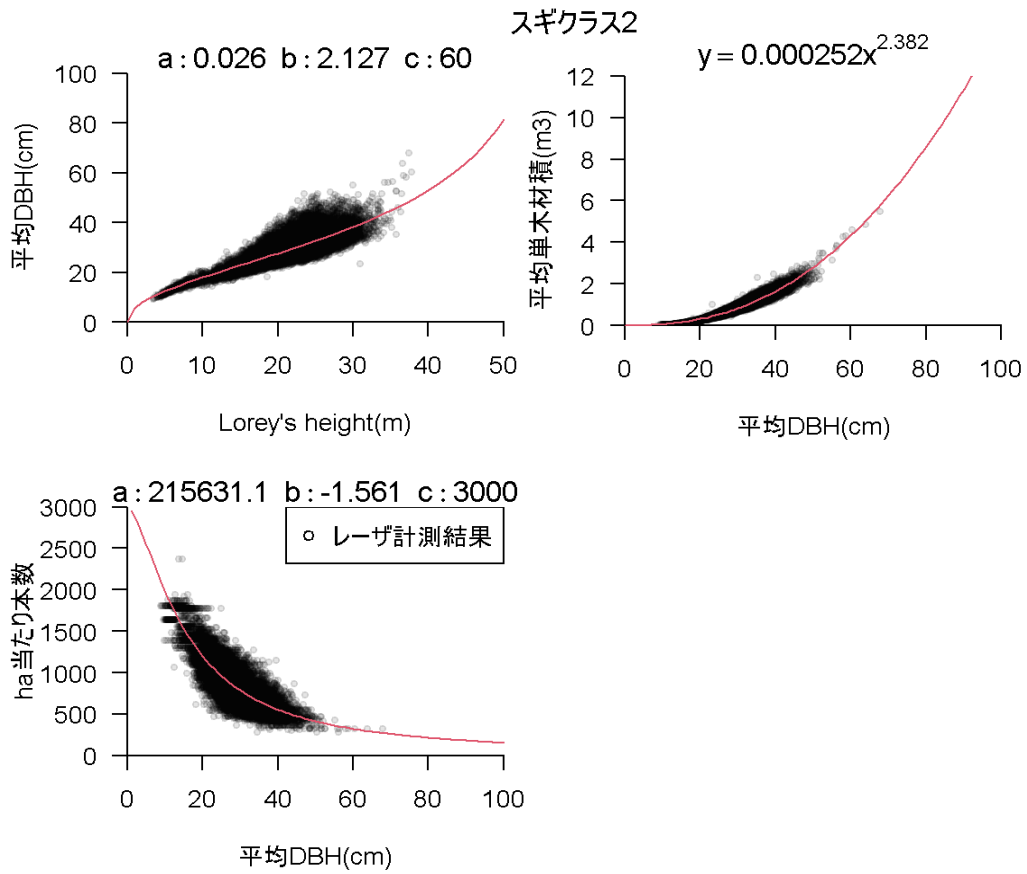 スギクラス2
a : 0.026 b : 2.127 c : 60
100
80
60
40
20
0
平均DBH(cm)
0 10 20 30 40 50
Lorey's height(m)
y = 0.000252x^2.382
12
10
8
6
4
2
0
平均単木材積(m3)
0 20 40 60 80 100
平均DBH(cm)
a : 215631.1 b : -1.561 c : 3000
レーザ計測結果
3000
2500
2000
1500
1000
500
0
ha当たり本数
0 20 40 60 80 100
平均DBH(cm)